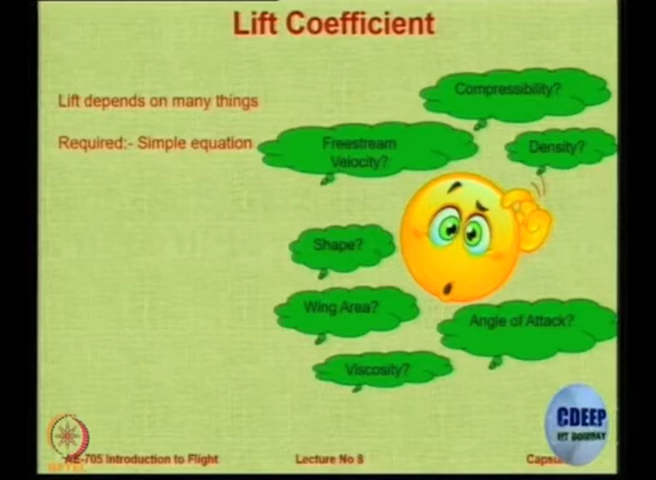 Lift Coefficient
Lift depends on many things
Required:- Simple equation
Compressibility?
Freestream
Velocity?
Density?
Shape?
Wing Area?
Angle of Attack?
Viscosity?
CDEEP
IIT BOMBAY
NPTEL
AE-705 Introduction to Flight
Lecture No 8